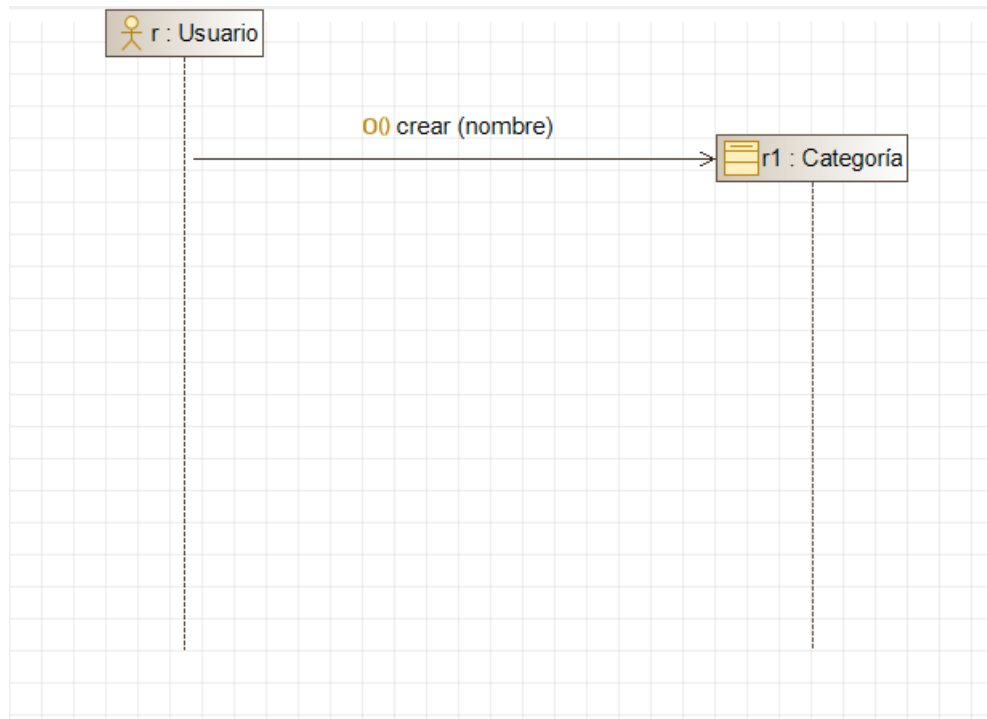 r : Usuario
O() crear (nombre)
r1 : Categoría